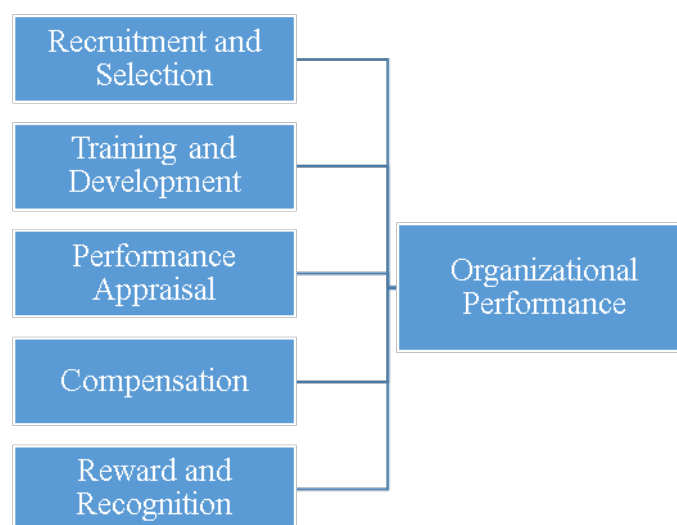 Recruitment and
Selection
Training and
Development
Performance
Appraisal
Organizational
Performance
Compensation
Reward and
Recognition